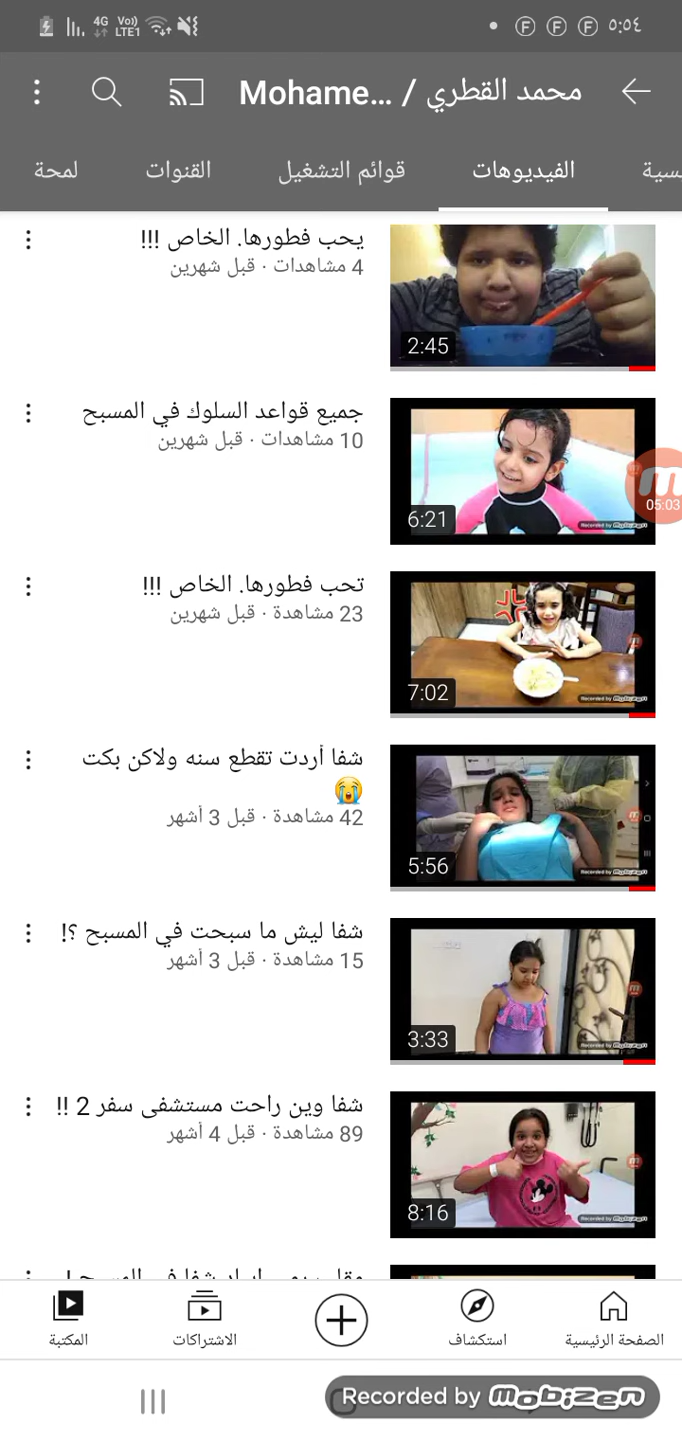 4G
Vo)
LTE1
٥:٥٤
محمد القطري / Mohame...
لمحة
القنوات
قوائم التشغيل
الفيديوهات
يحب فطورها. الخاص !!!
4 مشاهدات · قبل شهرين
2:45
جميع قواعد السلوك في المسبح
10 مشاهدات · قبل شهرين
6:21
05:03
تحب فطورها. الخاص !!!
23 مشاهدة · قبل شهرين
7:02
شفا أردت تقطع سنه ولاكن بكت
😭
42 مشاهدة · قبل 3 أشهر
5:56
شفا ليش ما سبحت في المسبح ؟!
15 مشاهدة · قبل 3 أشهر
3:33
شفا وين راحت مستشفى سفر 2 !!
89 مشاهدة · قبل 4 أشهر
8:16
الصفحة الرئيسية
استكشاف
الاشتراكات
المكتبة
Recorded by mobizen